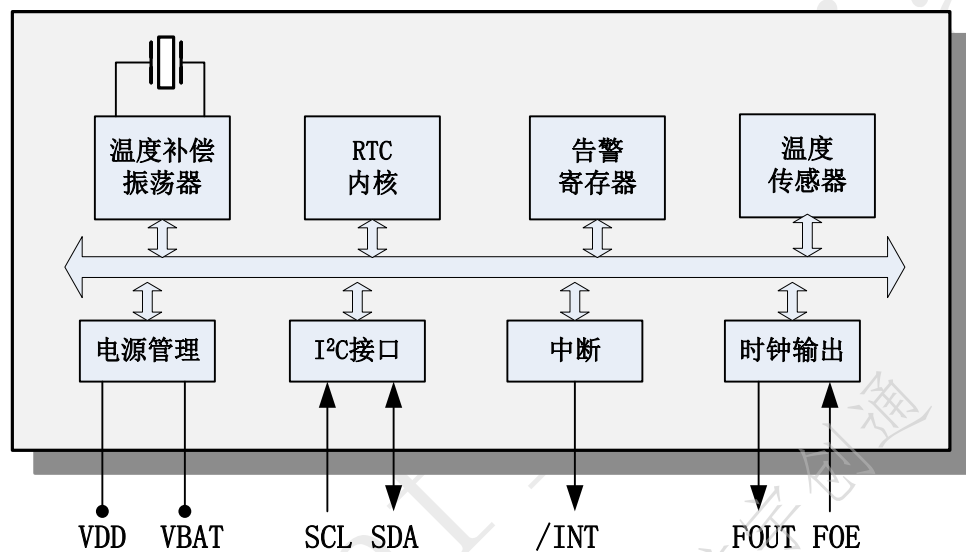 温度补偿
振荡器
RTC
内核
告警
寄存器
温度
传感器
电源管理
I²C接口
中断
时钟输出
VDD VBAT SCL SDA /INT FOUT FOE